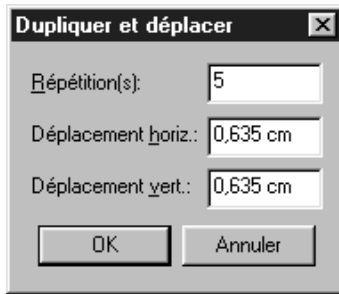 Dupliquer et déplacer
Répétition(s): 5
Déplacement horiz.: 0,635 cm
Déplacement vert.: 0,635 cm
OK Annuler